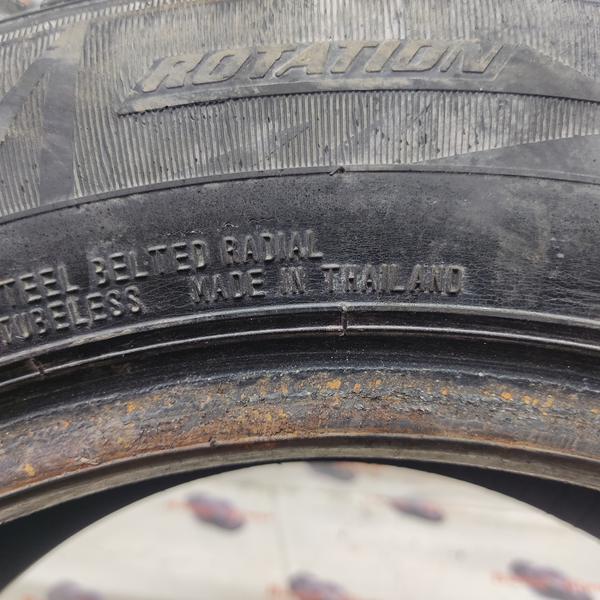 ROTATION
TEEL BELTED RADIAL
TUBELESS MADE IN THAILAND